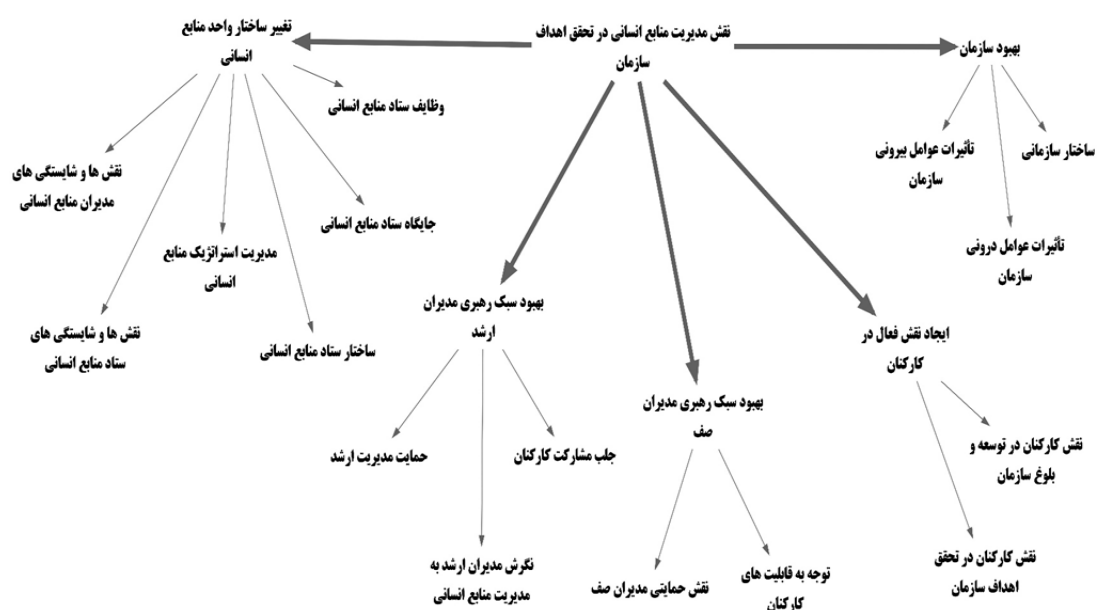 نقش مدیریت منابع انسانی در تحقق اهداف
سازمان
بهبود سازمان
ساختار سازمانی
تأثیرات عوامل بیرونی
سازمان
تأثیرات عوامل درونی
سازمان
ایجاد نقش فعال در
کارکنان
نقش کارکنان در توسعه و
بلوغ سازمان
نقش کارکنان در تحقق
اهداف سازمان
بهبود سبک رهبری مدیران
صف
توجه به قابلیت های
کارکنان
نقش حمایتی مدیران صف
بهبود سبک رهبری مدیران
ارشد
جلب مشارکت کارکنان
نگرش مدیران ارشد به
مدیریت منابع انسانی
حمایت مدیریت ارشد
تغییر ساختار واحد منابع
انسانی
وظایف ستاد منابع انسانی
جایگاه ستاد منابع انسانی
ساختار ستاد منابع انسانی
مدیریت استراتژیک منابع
انسانی
نقش ها و شایستگی های
ستاد منابع انسانی
نقش ها و شایستگی های
مدیران منابع انسانی